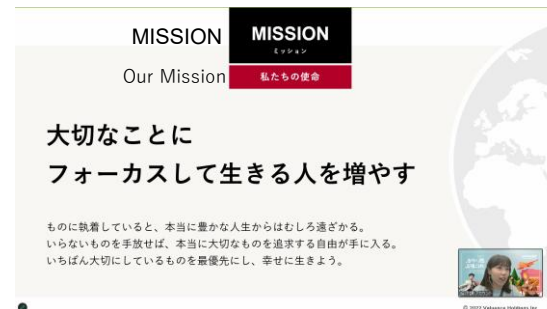 MISSION
MISSION
ミッション
Our Mission
私たちの使命
大切なことに
フォーカスして生きる人を増やす
ものに執着していると、本当に豊かな人生からはむしろ遠ざかる。
いらないものを手放せば、本当に大切なものを追求する自由が手に入る。
いちばん大切にしているものを最優先にし、幸せに生きよう。